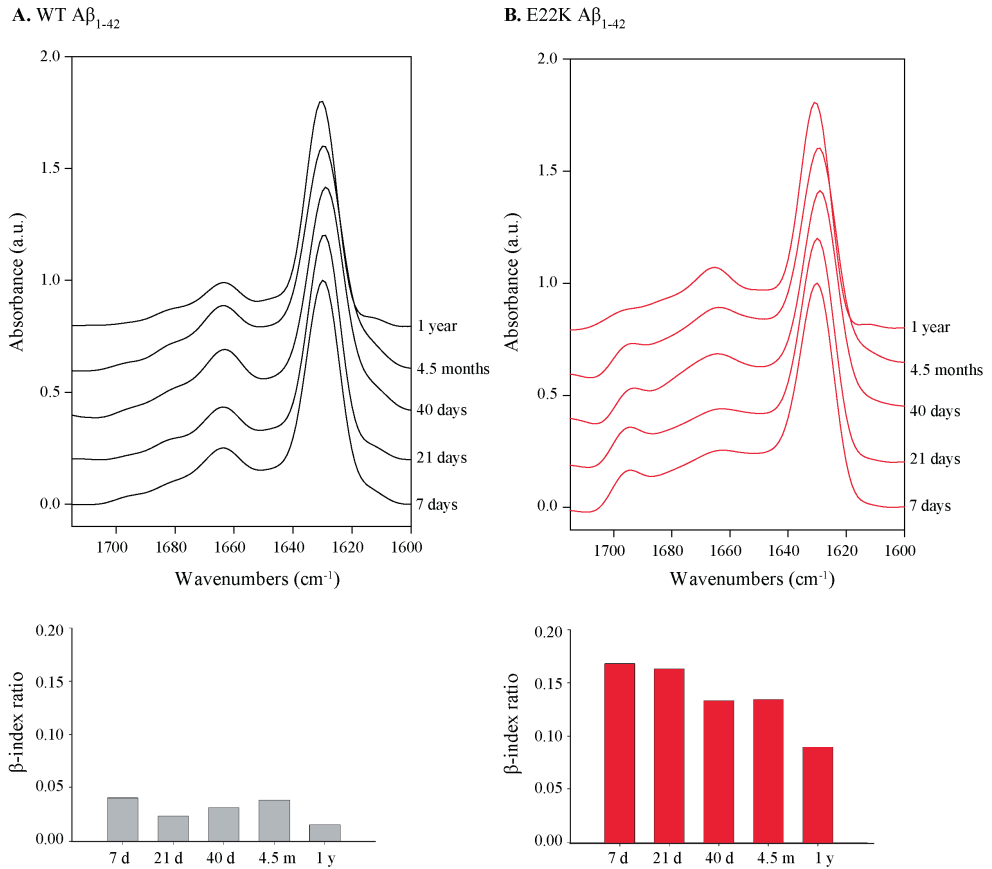 A. WT Aβ1-42
2.0
1.5
1.0
0.5
0.0
Absorbance (a.u.)
1 year
4.5 months
40 days
21 days
7 days
1700 1680 1660 1640 1620 1600
Wavenumbers (cm-1)
B. E22K Aβ1-42
2.0
1.5
1.0
0.5
0.0
Absorbance (a.u.)
1 year
4.5 months
40 days
21 days
7 days
1700 1680 1660 1640 1620 1600
Wavenumbers (cm-1)
0.20
0.15
0.10
0.05
0.00
β-index ratio
7 d 21 d 40 d 4.5 m 1 y
0.20
0.15
0.10
0.05
0.00
β-index ratio
7 d 21 d 40 d 4.5 m 1 y